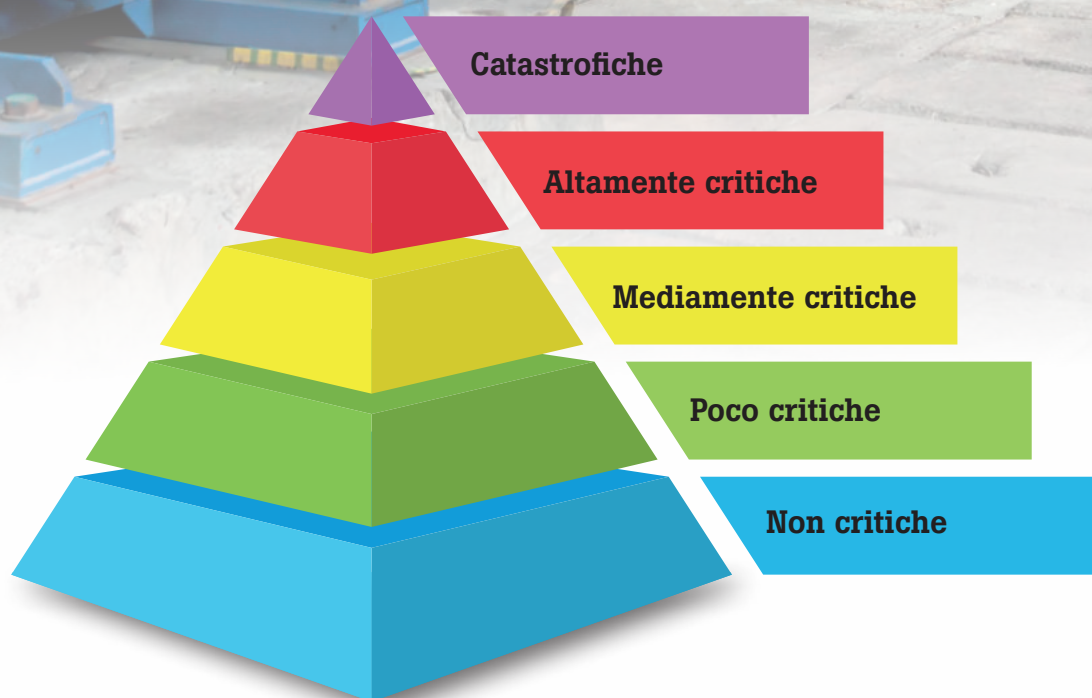 Catastrofiche
Altamente critiche
Mediamente critiche
Poco critiche
Non critiche